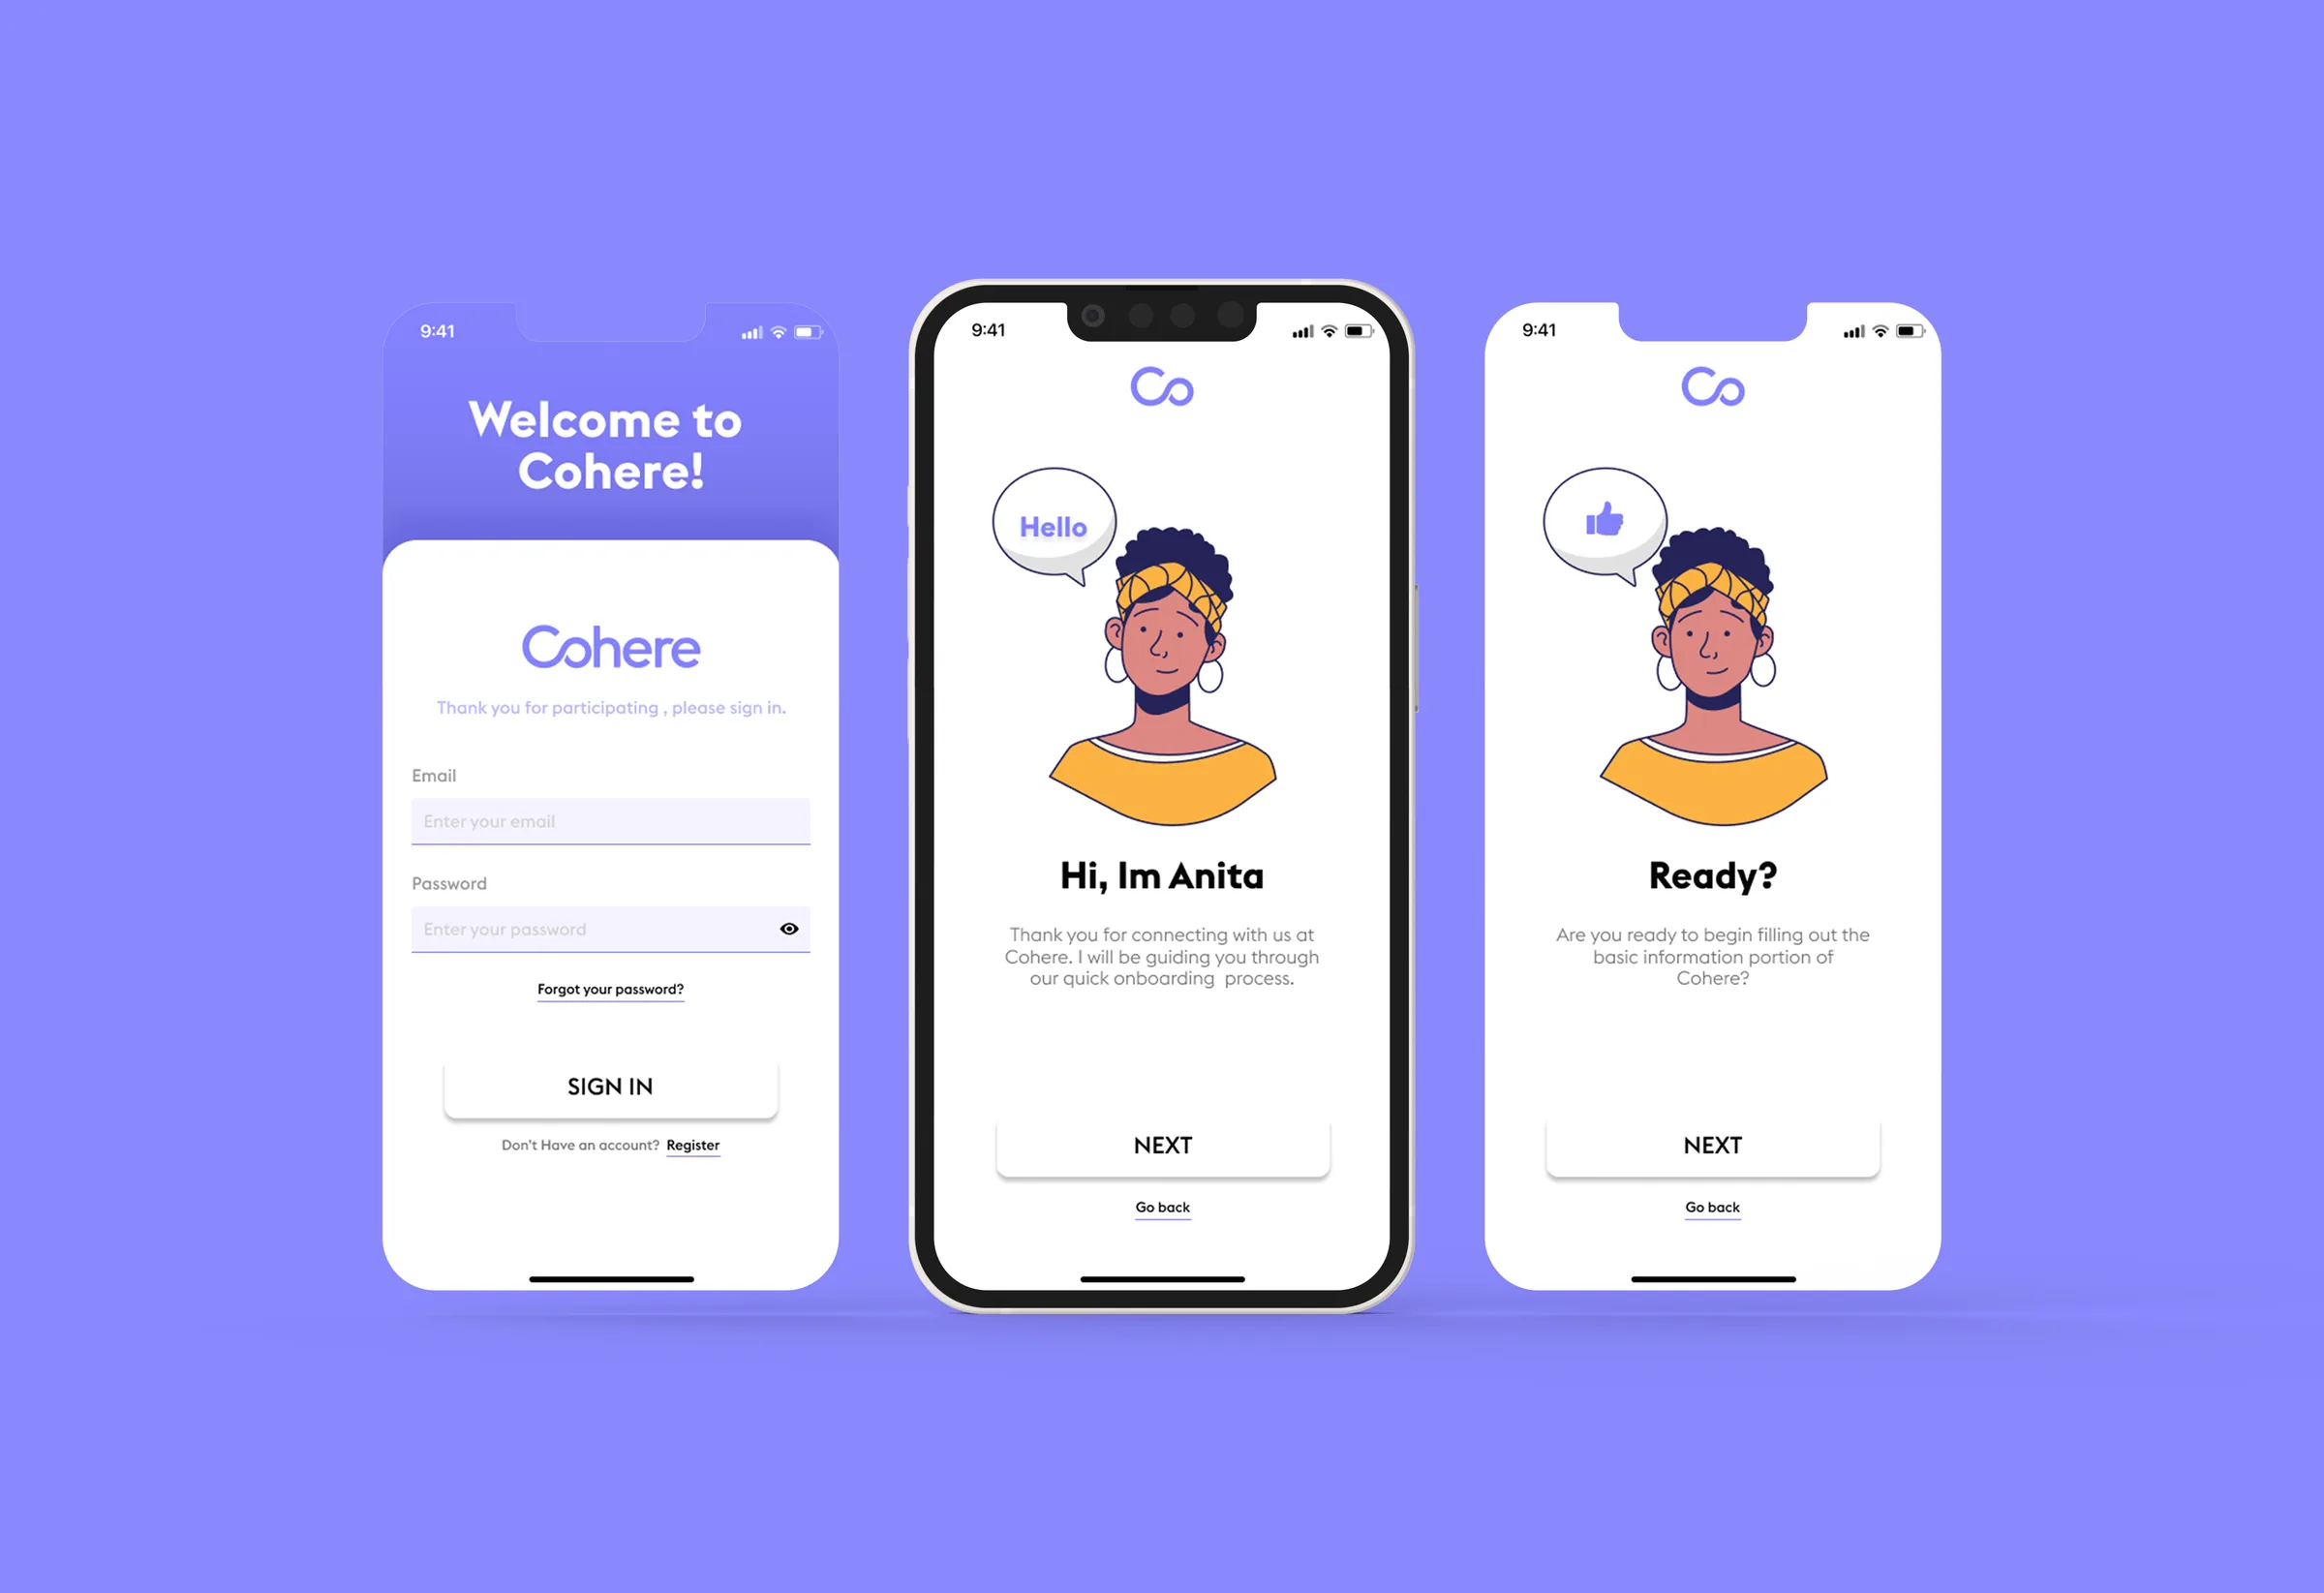 9:41
Welcome to
Cohere!
Cohere
Thank you for participating , please sign in.
Email
Enter your email
Password
Enter your password
Forgot your password?
SIGN IN
Don't Have an account? Register
9:41
Co
Hello
Hi, Im Anita
Thank you for connecting with us at
Cohere. I will be guiding you through
our quick onboarding  process.
NEXT
Go back
9:41
Co
Ready?
Are you ready to begin filling out the
basic information portion of
Cohere?
NEXT
Go back